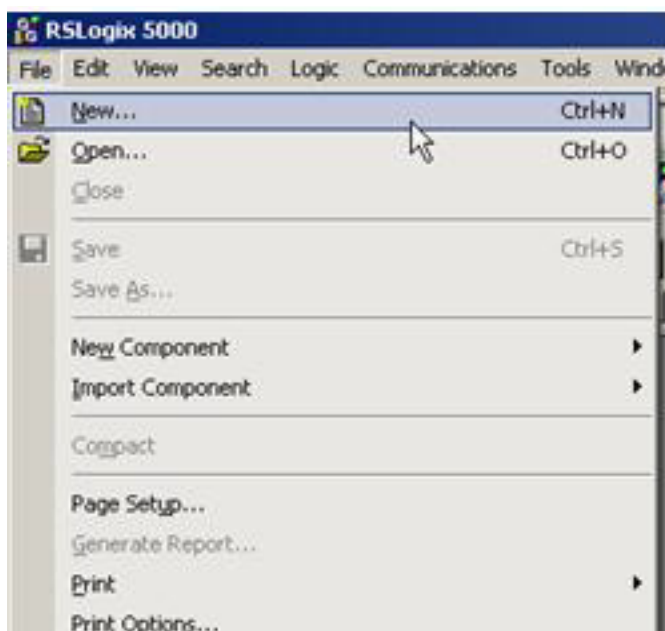 RSLogix 5000
File Edit View Search Logic Communications Tools Wind
New... Ctrl+N
Open... Ctrl+O
Close
Save Ctrl+S
Save As...
New Component
Import Component
Compact
Page Setup...
Generate Report...
Print
Print Options...